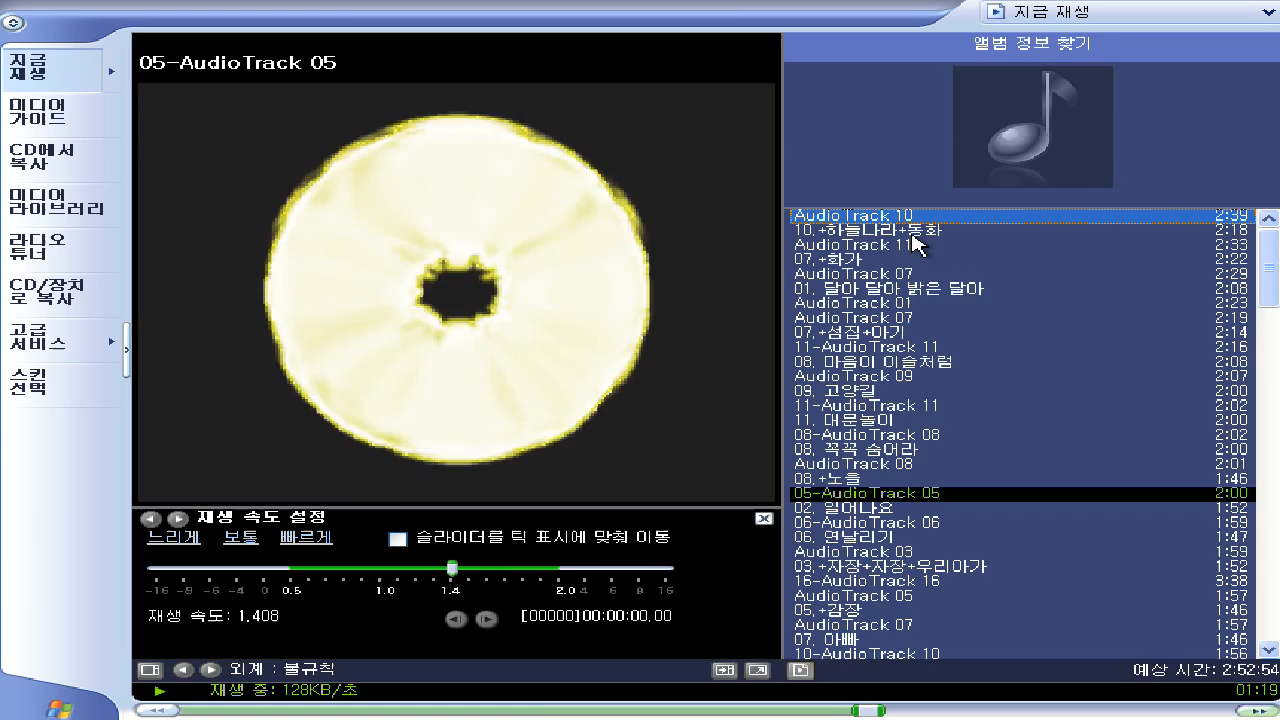 지금 재생
앨범 정보 찾기
지금
재생
미디어
가이드
CD에서
복사
미디어
라이브러리
라디오
튜너
CD/장치
로 복사
고급
서비스
스킨
선택
05-AudioTrack 05
AudioTrack 10 2:39
10.+하늘나라+동화 2:18
AudioTrack 11 2:33
07.+화가 2:22
AudioTrack 07 2:29
01. 달아 달아 밝은 달아 2:08
AudioTrack 01 2:23
AudioTrack 07 2:19
07.+섬집+아기 2:14
11-AudioTrack 11 2:16
08. 마음이 이슬처럼 2:08
AudioTrack 09 2:07
09. 고양길 2:00
11-AudioTrack 11 2:02
11. 대문놀이 2:00
08-AudioTrack 08 2:02
08. 꼭꼭 숨어라 2:00
AudioTrack 08 2:01
08.+노을 1:46
05-AudioTrack 05 2:00
02. 일어나요 1:52
06-AudioTrack 06 1:59
06. 연날리기 1:47
AudioTrack 03 1:59
03.+자장+자장+우리아가 1:52
16-AudioTrack 16 3:38
AudioTrack 05 1:57
05.+감장 1:46
AudioTrack 07 1:57
07. 아빠 1:46
10-AudioTrack 10 1:56
재생 속도 설정
느리게 보통 빠르게 슬라이더를 틱 표시에 맞춰 이동
-16 -8 -6 -4 0 0.5 1.0 1.4 2.0 4 6 8 16
재생 속도: 1.408 [00000]00:00:00.00
외계 : 불규칙
예상 시간: 2:52:54
재생 중: 128KB/초 01:19